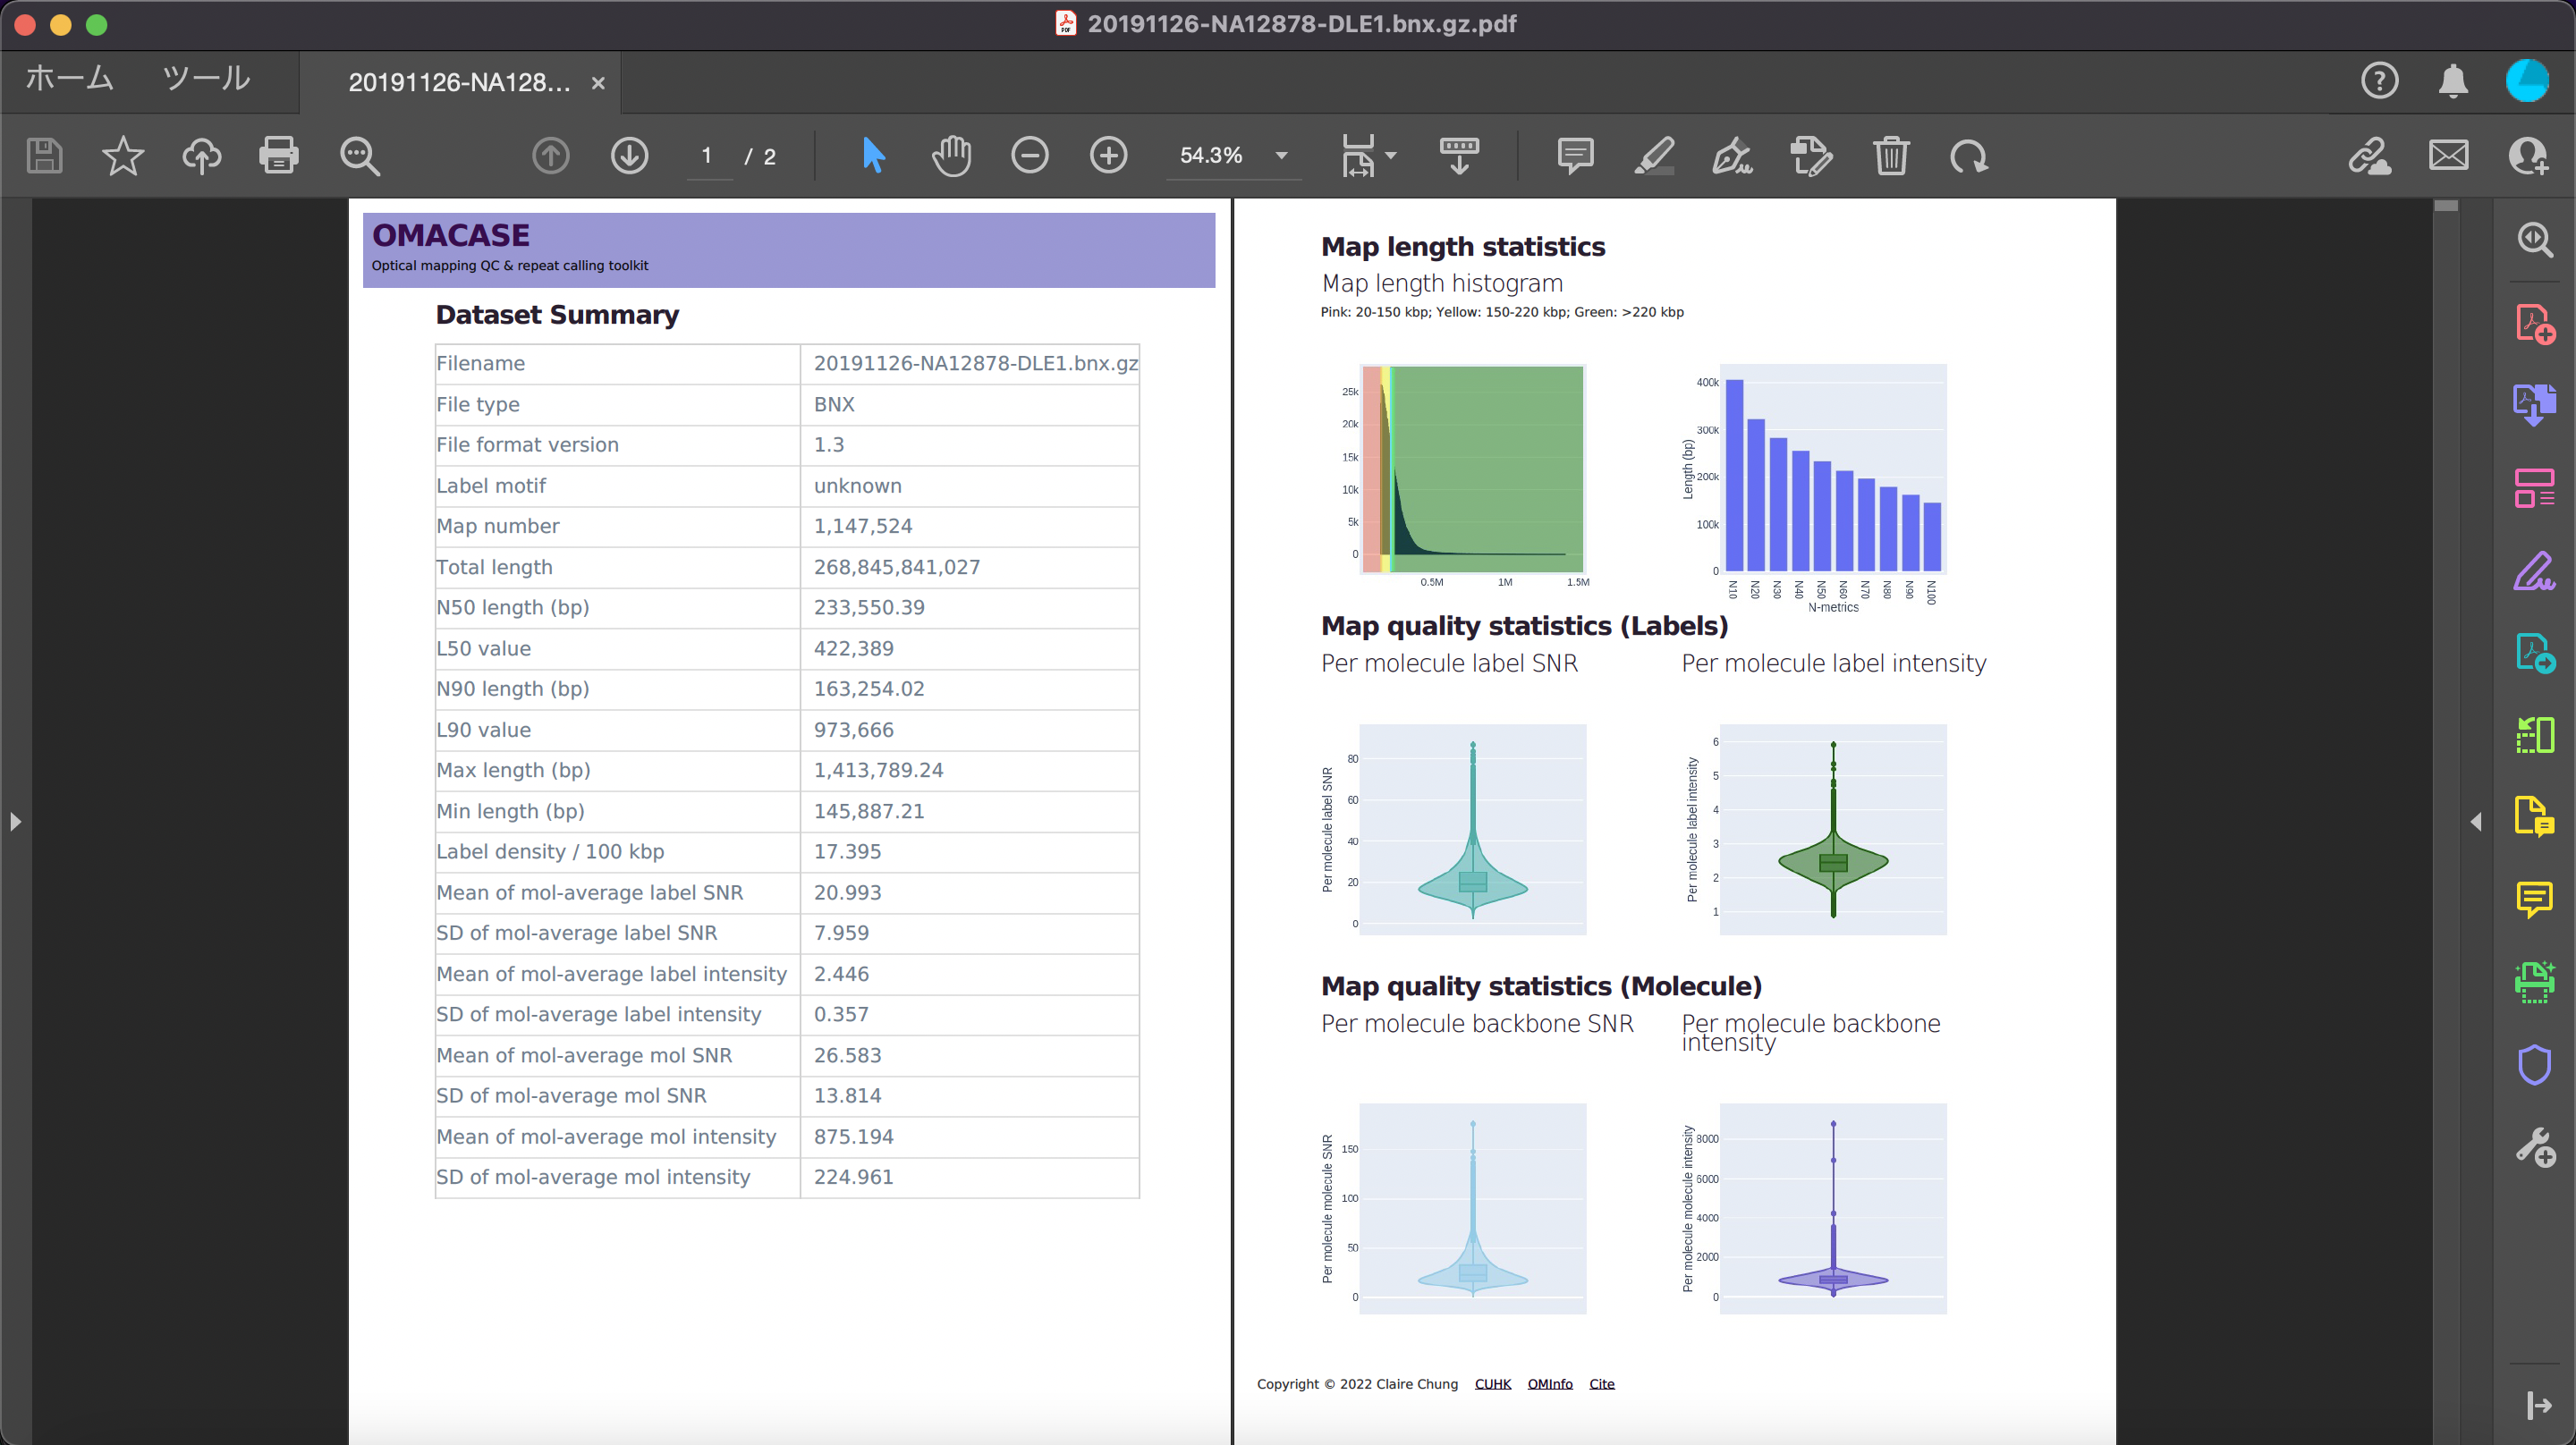 20191126-NA12878-DLE1.bnx.gz.pdf
ホーム ツール 20191126-NA128... ×
1 / 2 54.3%
OMACASE
Optical mapping QC & repeat calling toolkit
Dataset Summary
Filename 20191126-NA12878-DLE1.bnx.gz
File type BNX
File format version 1.3
Label motif unknown
Map number 1,147,524
Total length 268,845,841,027
N50 length (bp) 233,550.39
L50 value 422,389
N90 length (bp) 163,254.02
L90 value 973,666
Max length (bp) 1,413,789.24
Min length (bp) 145,887.21
Label density / 100 kbp 17.395
Mean of mol-average label SNR 20.993
SD of mol-average label SNR 7.959
Mean of mol-average label intensity 2.446
SD of mol-average label intensity 0.357
Mean of mol-average mol SNR 26.583
SD of mol-average mol SNR 13.814
Mean of mol-average mol intensity 875.194
SD of mol-average mol intensity 224.961
Map length statistics
Map length histogram
Pink: 20-150 kbp; Yellow: 150-220 kbp; Green: >220 kbp
25k
20k
15k
10k
5k
0
0.5M 1M 1.5M
Length (bp)
400k
300k
200k
100k
0
N10 N20 N30 N40 N50 N60 N70 N80 N90 N100
N-metrics
Map quality statistics (Labels)
Per molecule label SNR
Per molecule label SNR
80
60
40
20
0
Per molecule label intensity
Per molecule label intensity
6
5
4
3
2
1
Map quality statistics (Molecule)
Per molecule backbone SNR
Per molecule molecule SNR
150
100
50
0
Per molecule backbone
intensity
Per molecule molecule intensity
8000
6000
4000
2000
0
Copyright © 2022 Claire Chung CUHK OMInfo Cite